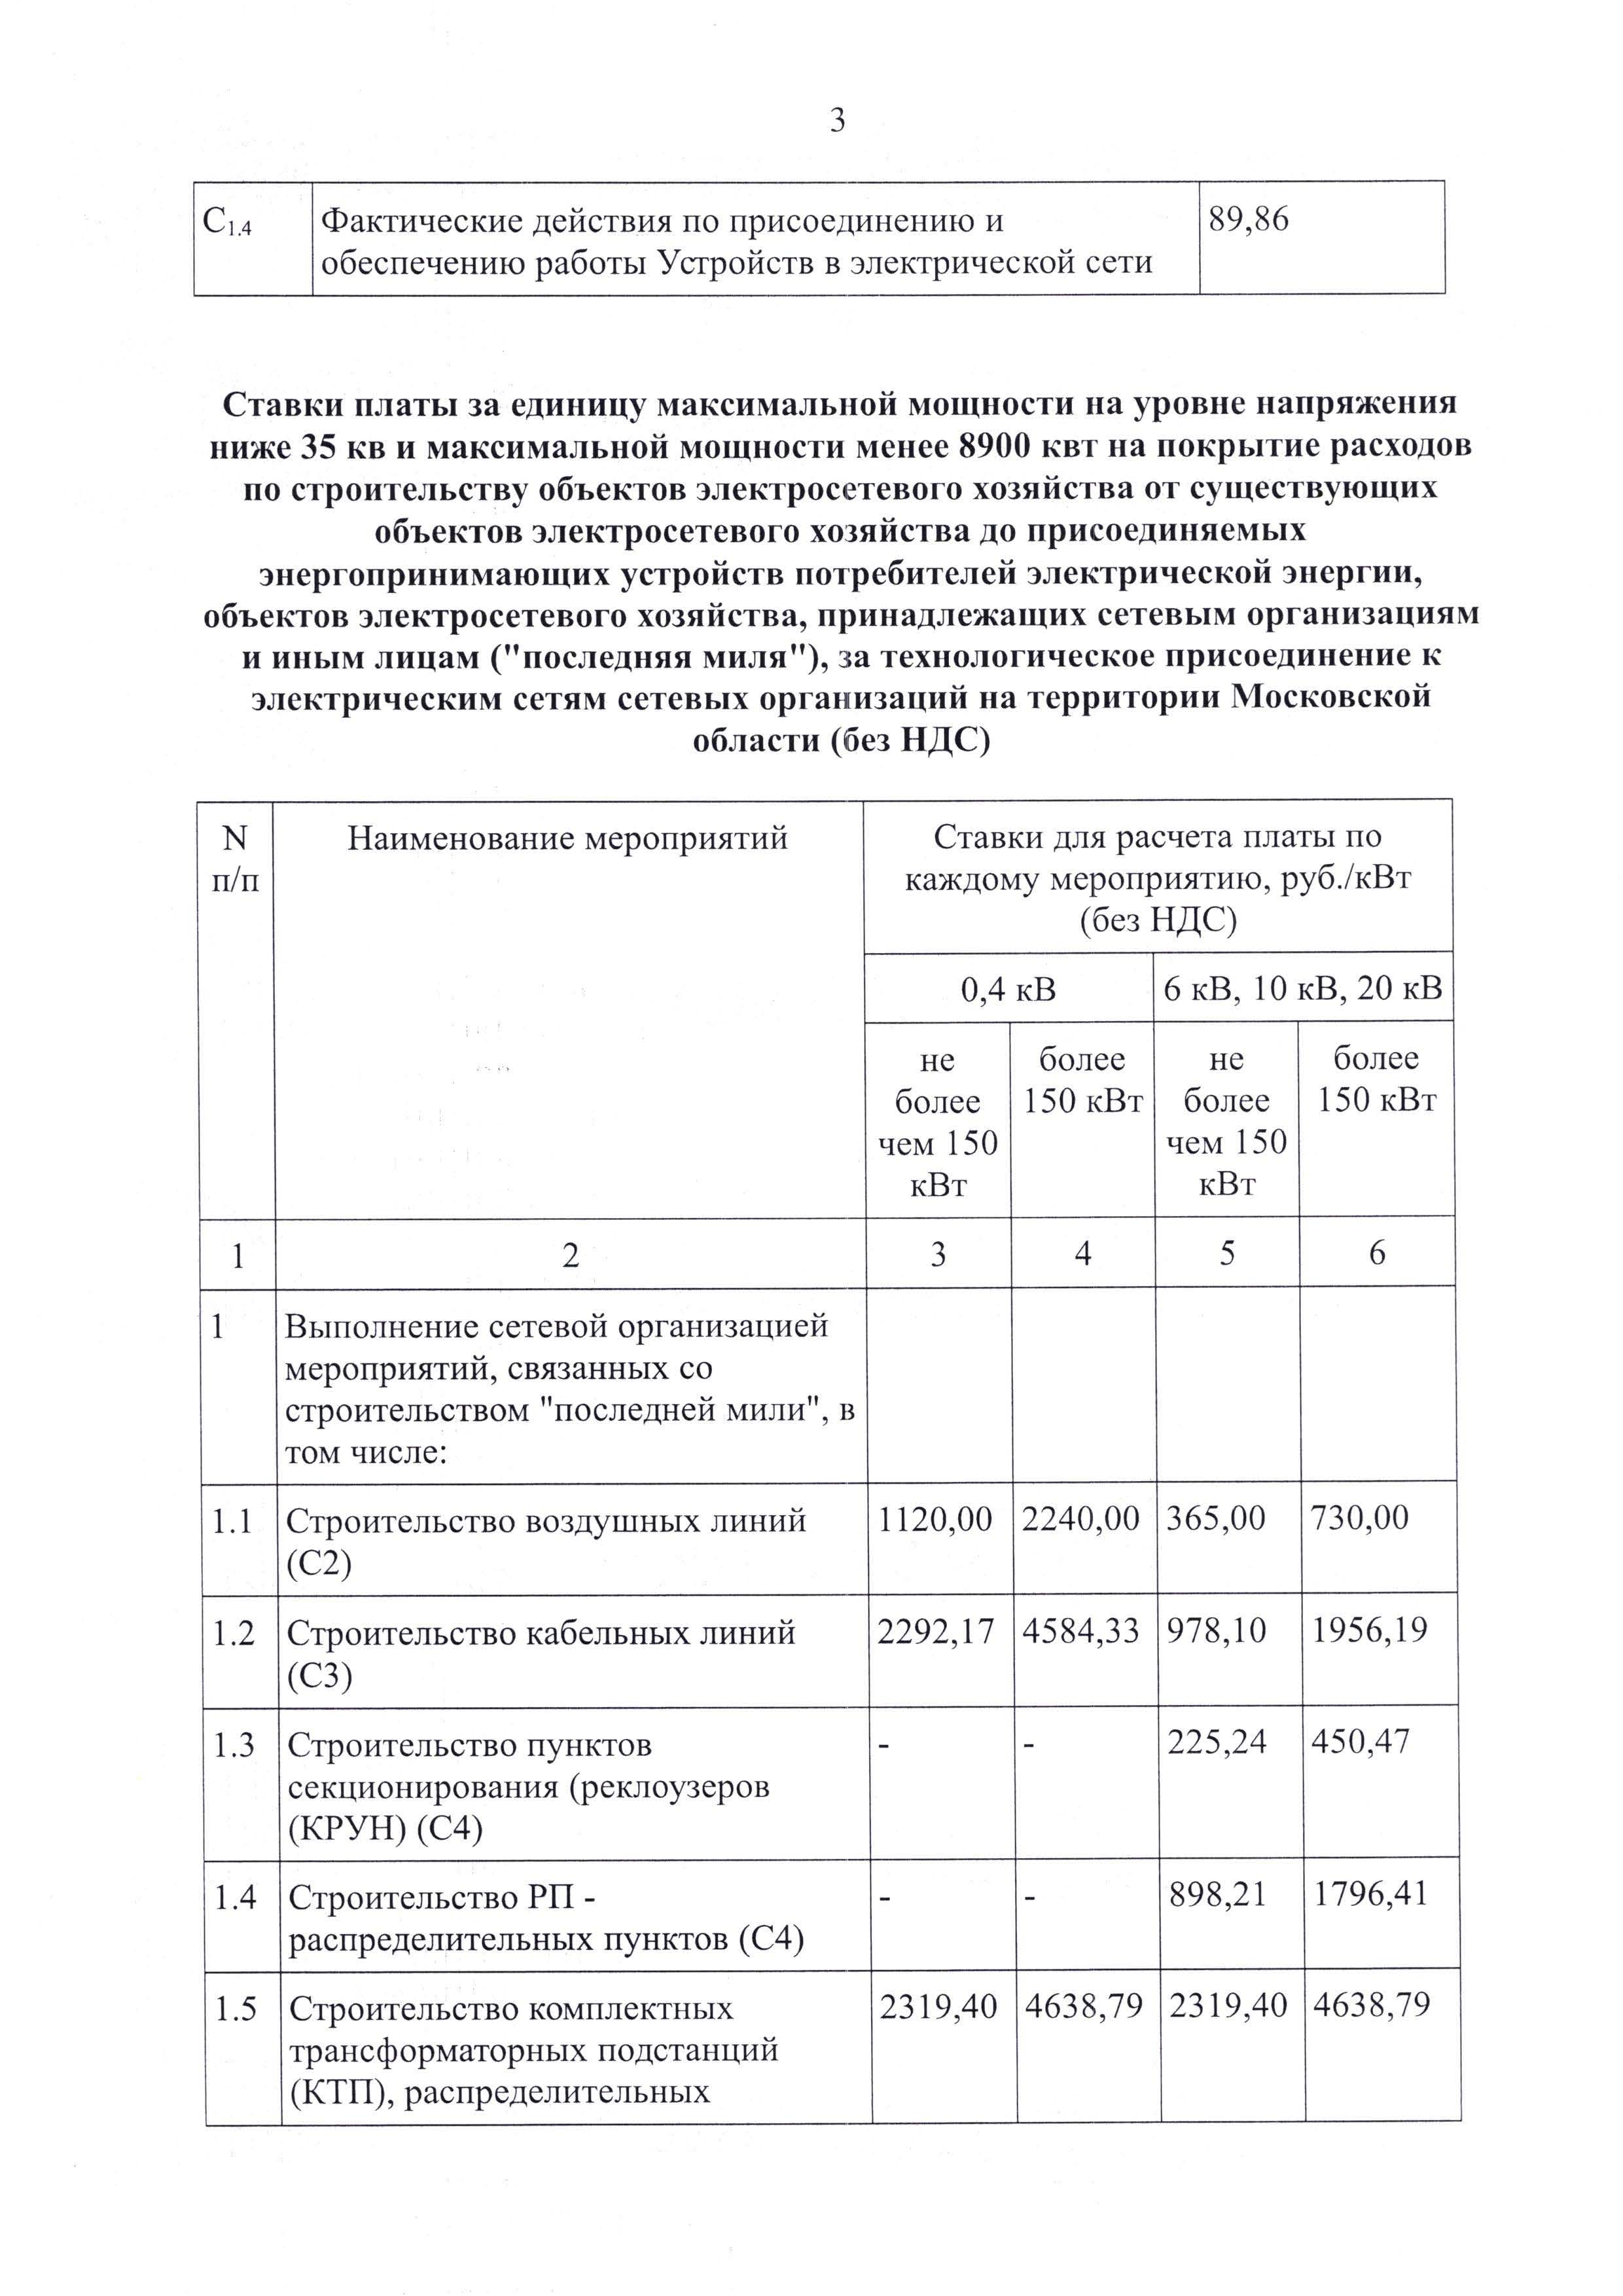 3
С1.4
Фактические действия по присоединению и
обеспечению работы Устройств в электрической сети
89,86
Ставки платы за единицу максимальной мощности на уровне напряжения
ниже 35 кв и максимальной мощности менее 8900 квт на покрытие расходов
по строительству объектов электросетевого хозяйства от существующих
объектов электросетевого хозяйства до присоединяемых
энергопринимающих устройств потребителей электрической энергии,
объектов электросетевого хозяйства, принадлежащих сетевым организациям
и иным лицам ("последняя миля"), за технологическое присоединение к
электрическим сетям сетевых организаций на территории Московской
области (без НДС)
N
п/п
Наименование мероприятий
Ставки для расчета платы по
каждому мероприятию, руб./кВт
(без НДС)
0,4 кВ
6 кВ, 10 кВ, 20 кВ
не
более
чем 150
кВт
более
150 кВт
не
более
чем 150
кВт
более
150 кВт
1
2
3
4
5
6
1
Выполнение сетевой организацией
мероприятий, связанных со
строительством "последней мили", в
том числе:
1.1
Строительство воздушных линий
(С2)
1120,00
2240,00
365,00
730,00
1.2
Строительство кабельных линий
(С3)
2292,17
4584,33
978,10
1956,19
1.3
Строительство пунктов
секционирования (реклоузеров
(КРУН) (С4)
-
-
225,24
450,47
1.4
Строительство РП -
распределительных пунктов (С4)
-
-
898,21
1796,41
1.5
Строительство комплектных
трансформаторных подстанций
(КТП), распределительных
2319,40
4638,79
2319,40
4638,79